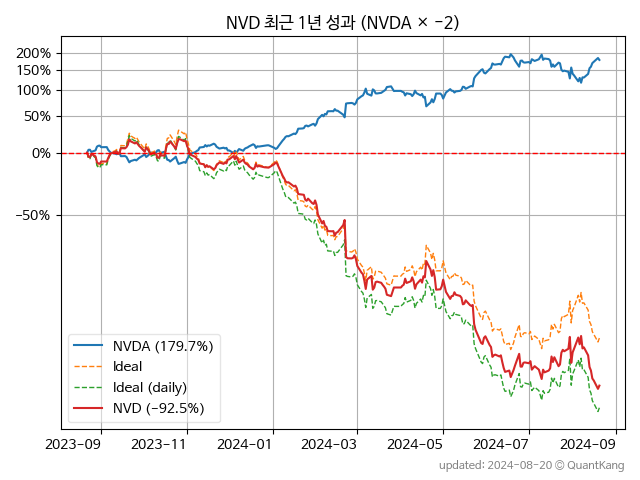 NVD 최근 1년 성과 (NVDA × −2)
200%
150%
100%
50%
0%
−50%
NVDA (179.7%)
Ideal
Ideal (daily)
NVD (−92.5%)
2023-09
2023-11
2024-01
2024-03
2024-05
2024-07
2024-09
updated: 2024-08-20 © QuantKang